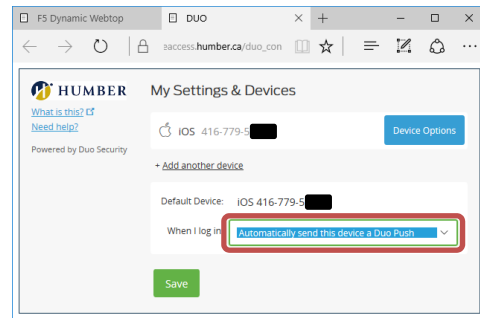 F5 Dynamic Webtop
DUO
eaccess.humber.ca/duo_con
HUMBER
My Settings & Devices
What is this?
Need help?
Powered by Duo Security
iOS 416-779-5
Device Options
+ Add another device
Default Device: iOS 416-779-5
When I log in
Automatically send this device a Duo Push
Save